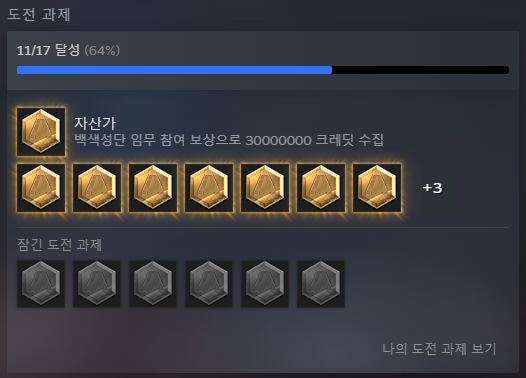 도전 과제
11/17 달성 (64%)
자산가
백색성단 임무 참여 보상으로 30000000 크레딧 수집
+3
잠긴 도전 과제
나의 도전 과제 보기